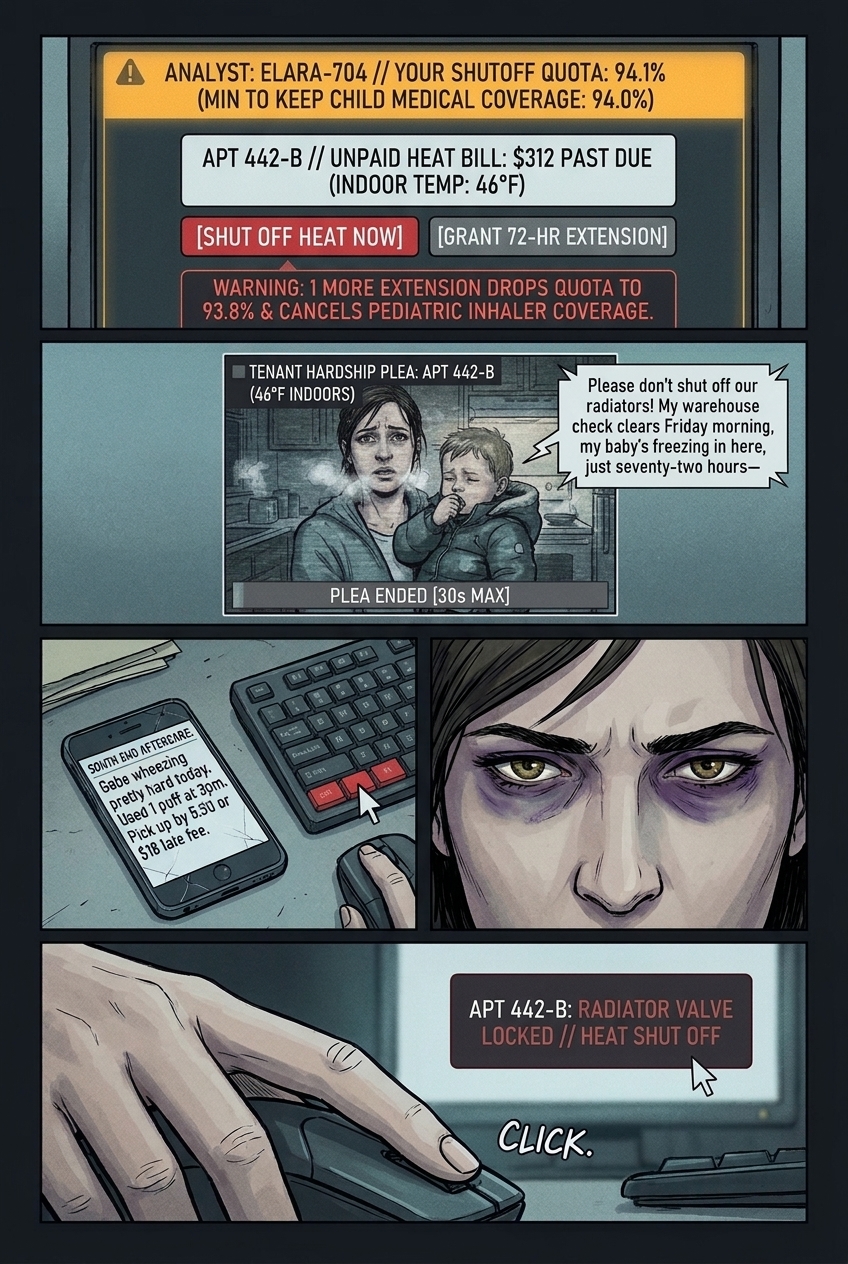 ANALYST: ELARA-704 // YOUR SHUTOFF QUOTA: 94.1%
(MIN TO KEEP CHILD MEDICAL COVERAGE: 94.0%)
APT 442-B // UNPAID HEAT BILL: $312 PAST DUE
(INDOOR TEMP: 46°F)
[SHUT OFF HEAT NOW] [GRANT 72-HR EXTENSION]
WARNING: 1 MORE EXTENSION DROPS QUOTA TO
93.8% & CANCELS PEDIATRIC INHALER COVERAGE.
TENANT HARDSHIP PLEA: APT 442-B
(46°F INDOORS)
Please don't shut off our
radiators! My warehouse
check clears Friday morning,
my baby's freezing in here,
just seventy-two hours—
PLEA ENDED [30s MAX]
SONTH END AFTERCARE.
Gabe wheezing
pretty hard today.
Used 1 puff at 3pm.
Pick up by 5:30 or
$18 late fee.
APT 442-B: RADIATOR VALVE
LOCKED // HEAT SHUT OFF
CLICK.